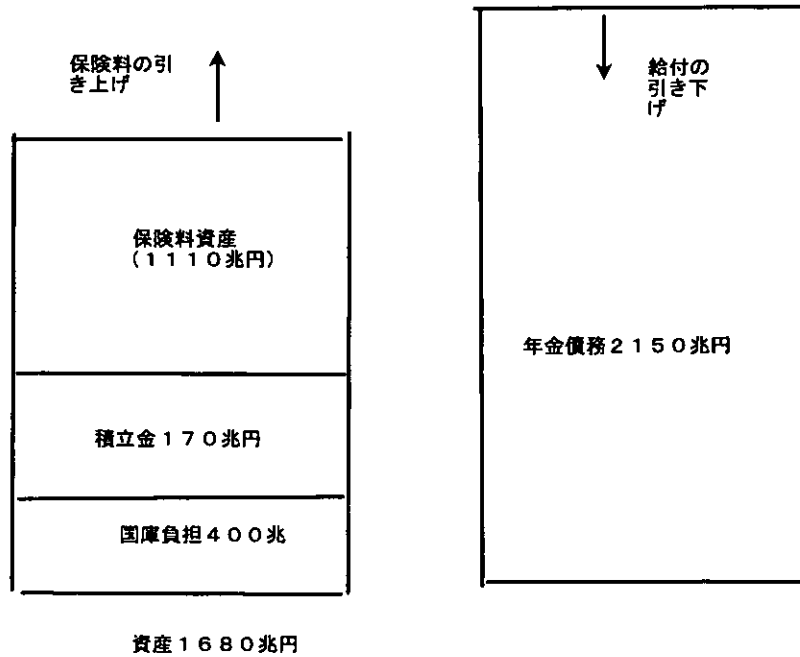 保険料の引
き上げ
給付の
引き下
げ
保険料資産
(1110兆円)
年金債務2150兆円
積立金170兆円
国庫負担400兆
資産1680兆円